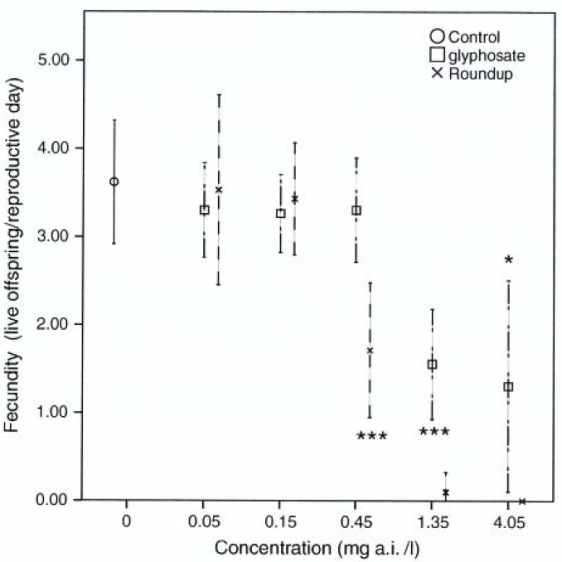 Control
glyphosate
Roundup
5.00
4.00
3.00
2.00
1.00
0.00
Fecundity (live offspring/reproductive day)
*
***
***
0 0.05 0.15 0.45 1.35 4.05
Concentration (mg a.i. /l)